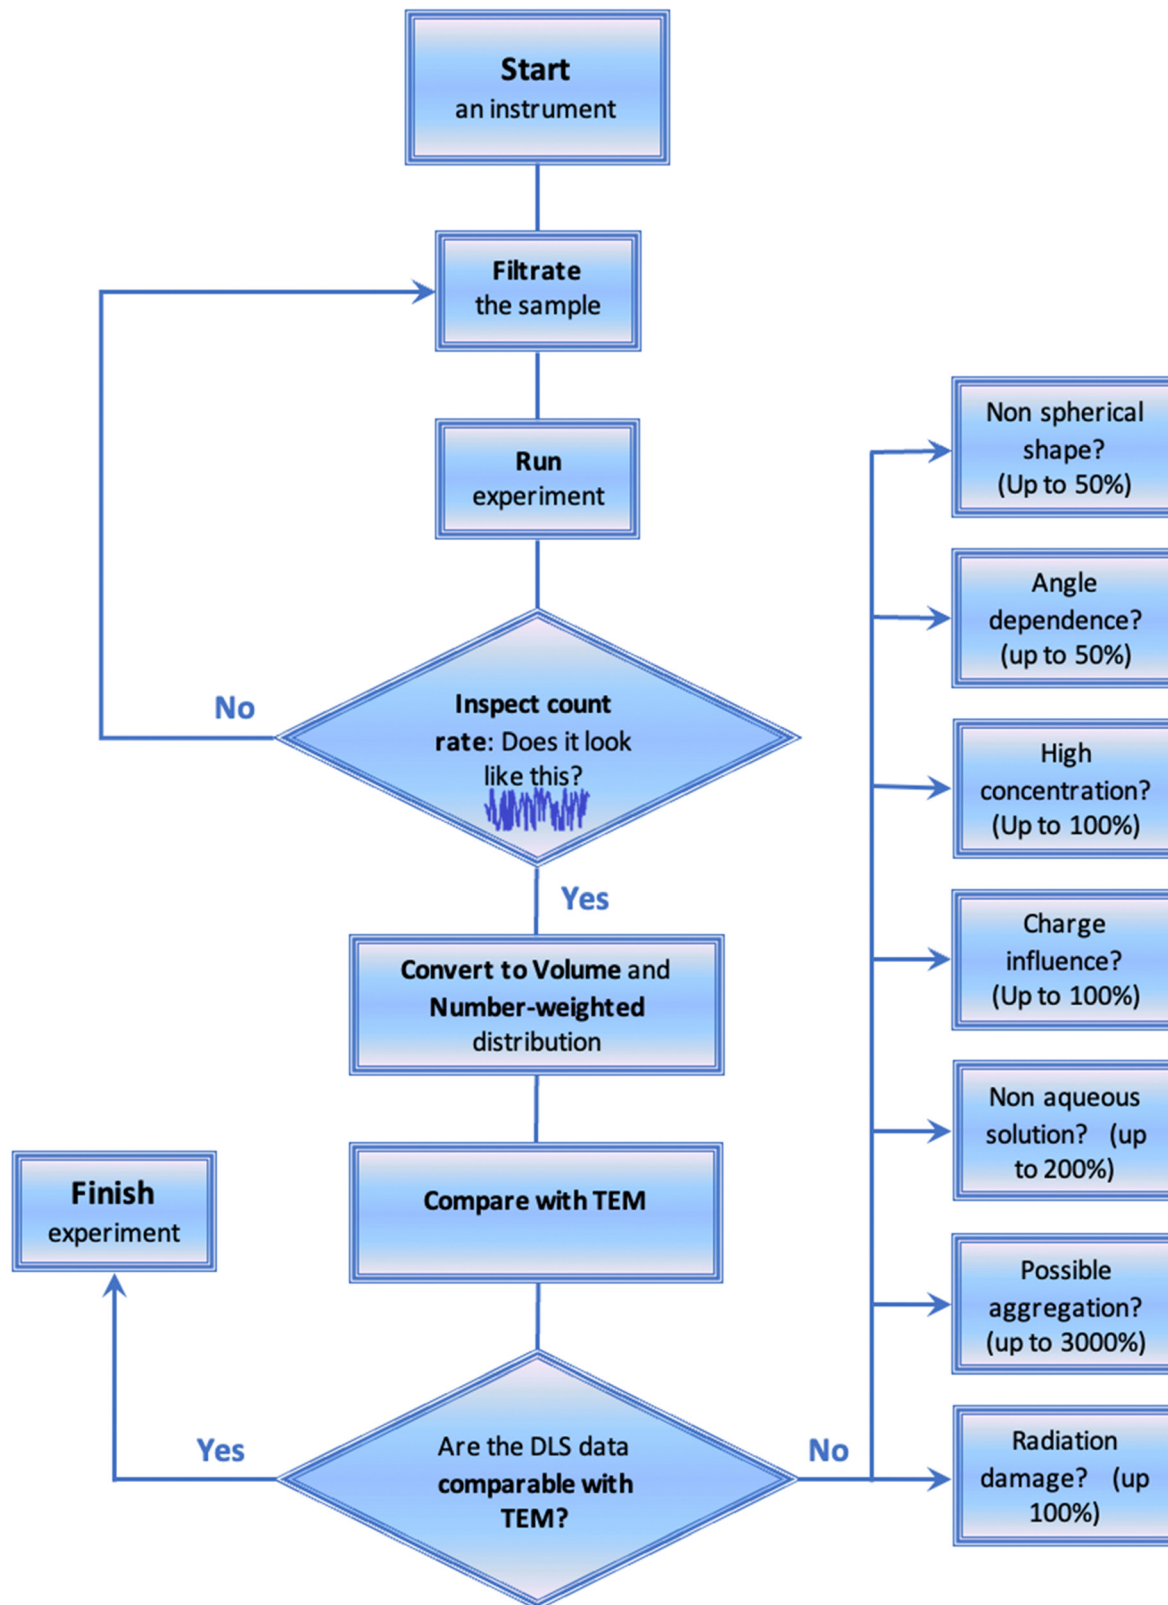 Start
an instrument
Filtrate
the sample
Run
experiment
No
Inspect count
rate: Does it look
like this?
Yes
Convert to Volume and
Number-weighted
distribution
Compare with TEM
Finish
experiment
Yes
Are the DLS data
comparable with
TEM?
No
Non spherical
shape?
(Up to 50%)
Angle
dependence?
(up to 50%)
High
concentration?
(Up to 100%)
Charge
influence?
(Up to 100%)
Non aqueous
solution? (up
to 200%)
Possible
aggregation?
(up to 3000%)
Radiation
damage? (up
100%)